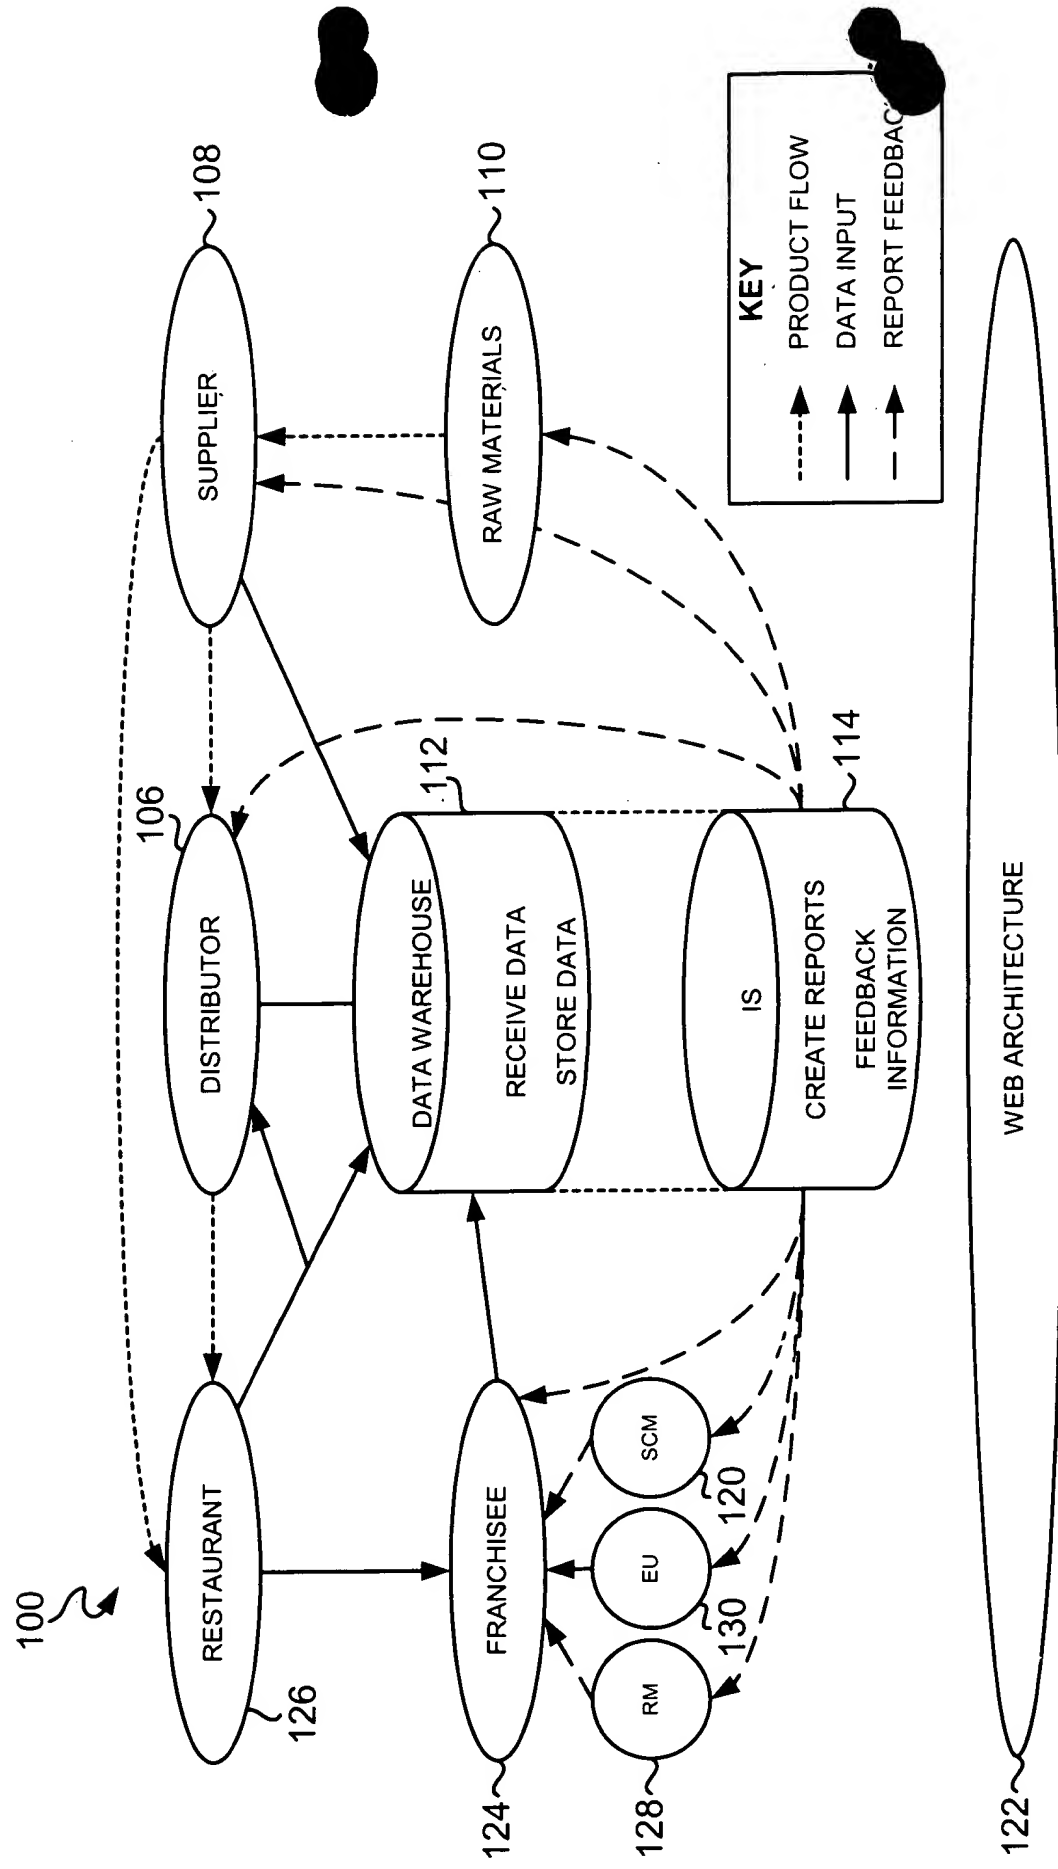 100
126
RESTAURANT
106
DISTRIBUTOR
108
SUPPLIER
124
FRANCHISEE
112
DATA WAREHOUSE
RECEIVE DATA
STORE DATA
110
RAW MATERIALS
128
RM
130
EU
120
SCM
114
IS
CREATE REPORTS
FEEDBACK
INFORMATION
KEY
PRODUCT FLOW
DATA INPUT
REPORT FEEDBAC
122
WEB ARCHITECTURE